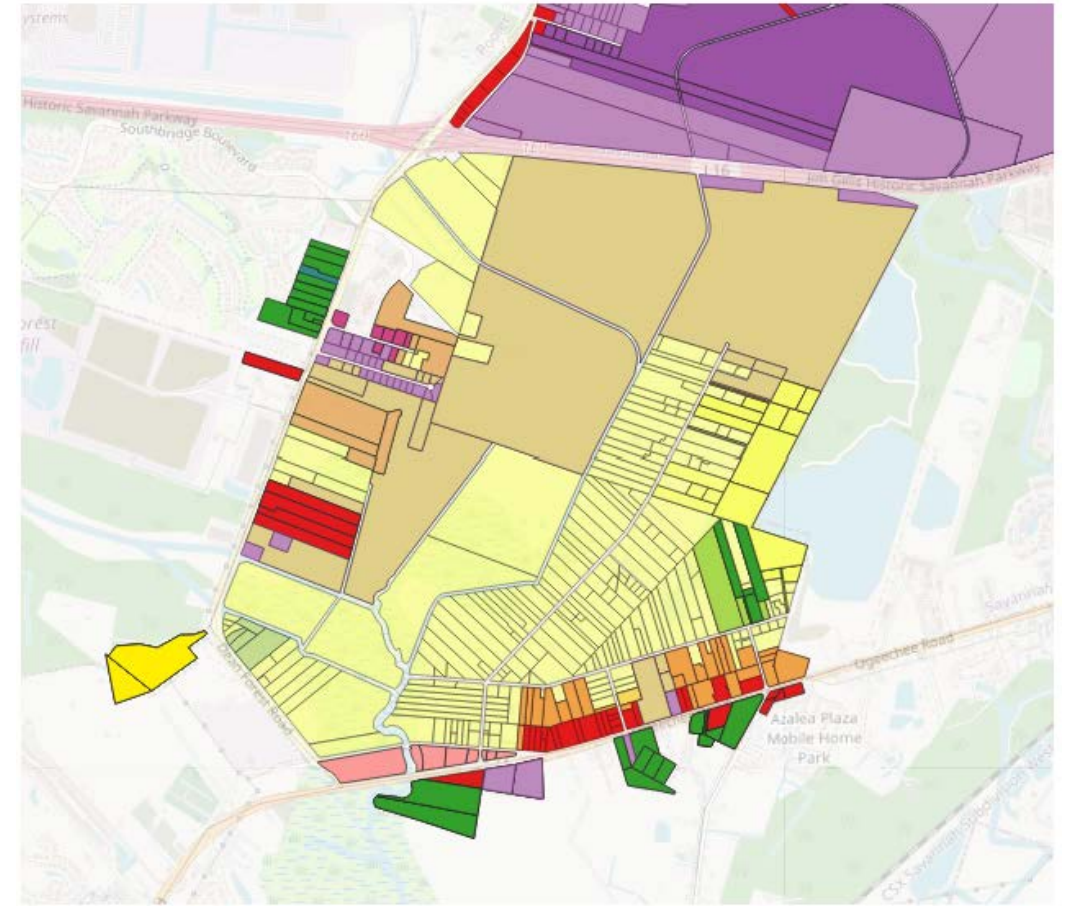 ystems
Historic Savannah Parkway
Southbridge Boulevard
I 16
Jim Gillis Historic Savannah Parkway
orest
fill
Savannah
Ogeechee Road
Dean Forest Road
Azalea Plaza
Mobile Home
Park
CSX Savannah Subdivision West